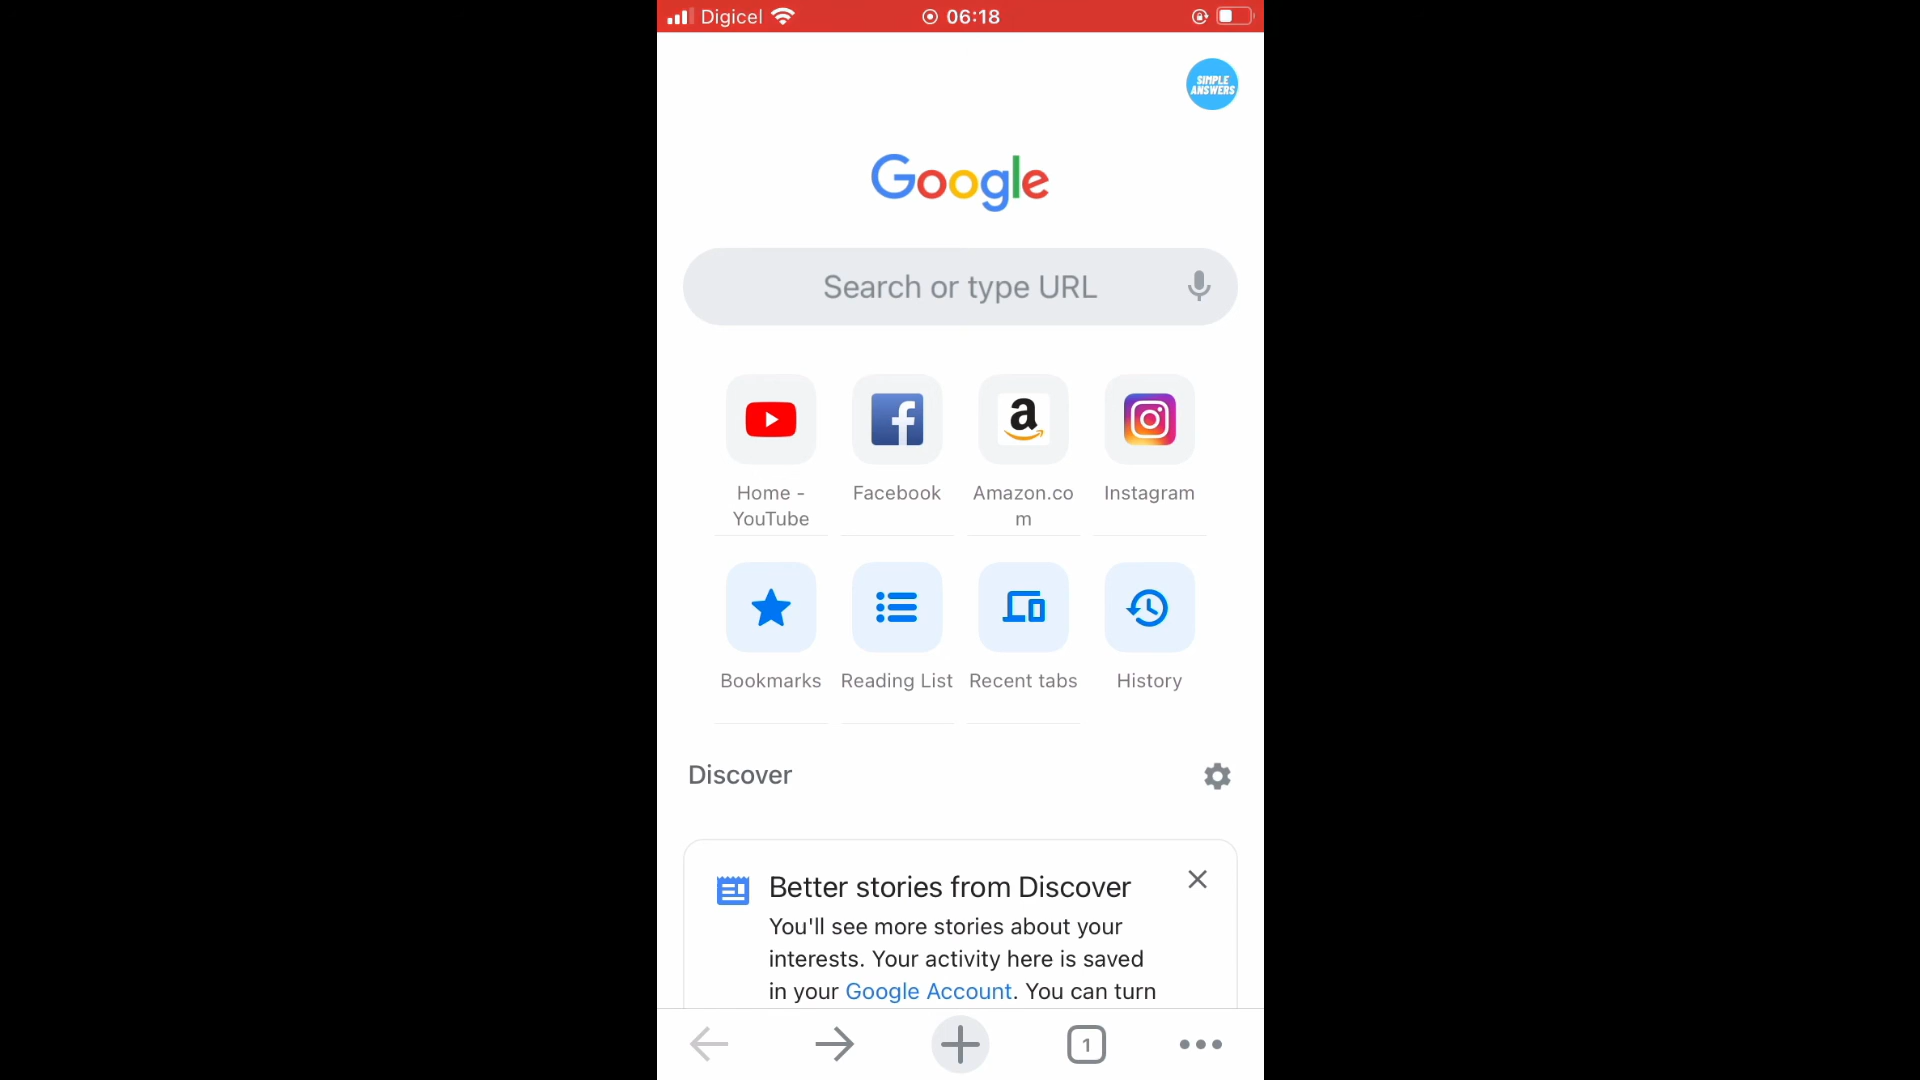 Digicel 06:18
SIMPLE
ANSWERS
Google
Search or type URL
Home -
YouTube
Facebook
Amazon.co
m
Instagram
Bookmarks
Reading List
Recent tabs
History
Discover
Better stories from Discover
You'll see more stories about your
interests. Your activity here is saved
in your Google Account. You can turn
1